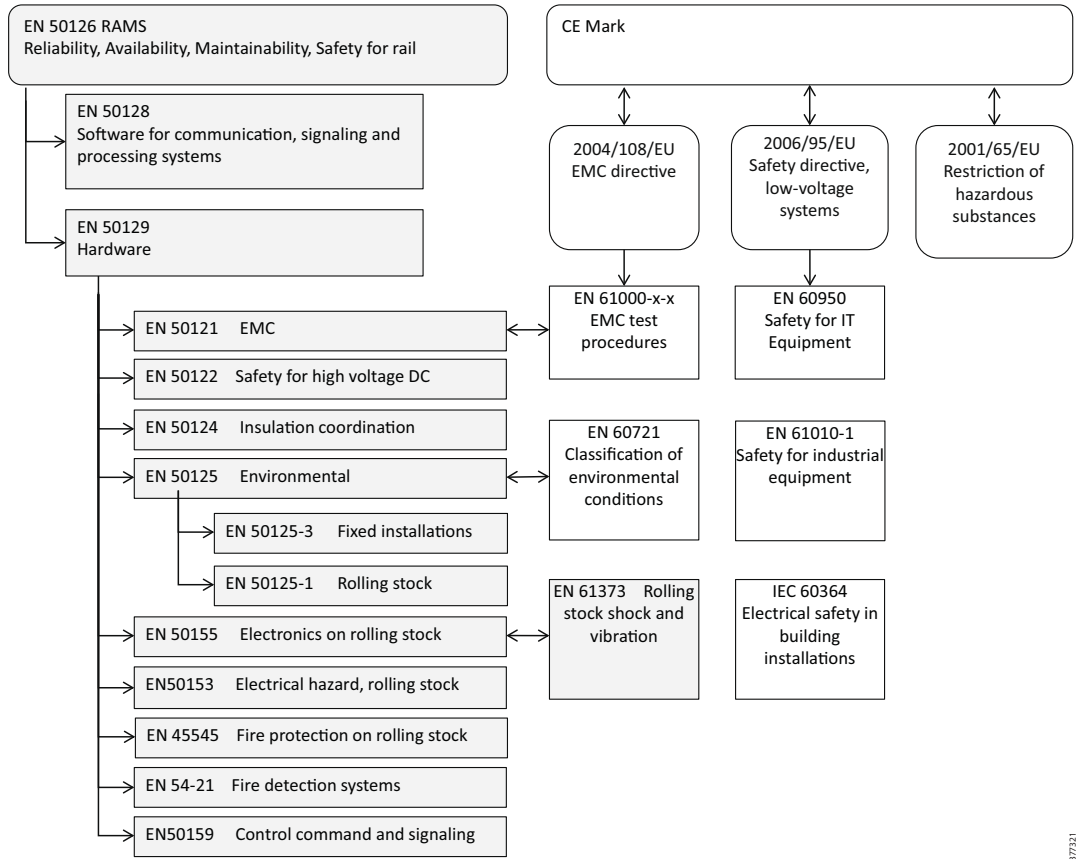 EN 50126 RAMS
Reliability, Availability, Maintainability, Safety for rail
CE Mark
EN 50128
Software for communication, signaling and
processing systems
2004/108/EU
EMC directive
2006/95/EU
Safety directive,
low-voltage
systems
2001/65/EU
Restriction of
hazardous
substances
EN 50129
Hardware
EN 50121 EMC
EN 61000-x-x
EMC test
procedures
EN 60950
Safety for IT
Equipment
EN 50122 Safety for high voltage DC
EN 50124 Insulation coordination
EN 50125 Environmental
EN 60721
Classification of
environmental
conditions
EN 61010-1
Safety for industrial
equipment
EN 50125-3 Fixed installations
EN 50125-1 Rolling stock
EN 50155 Electronics on rolling stock
EN 61373 Rolling
stock shock and
vibration
IEC 60364
Electrical safety in
building
installations
EN50153 Electrical hazard, rolling stock
EN 45545 Fire protection on rolling stock
EN 54-21 Fire detection systems
EN50159 Control command and signaling
377321